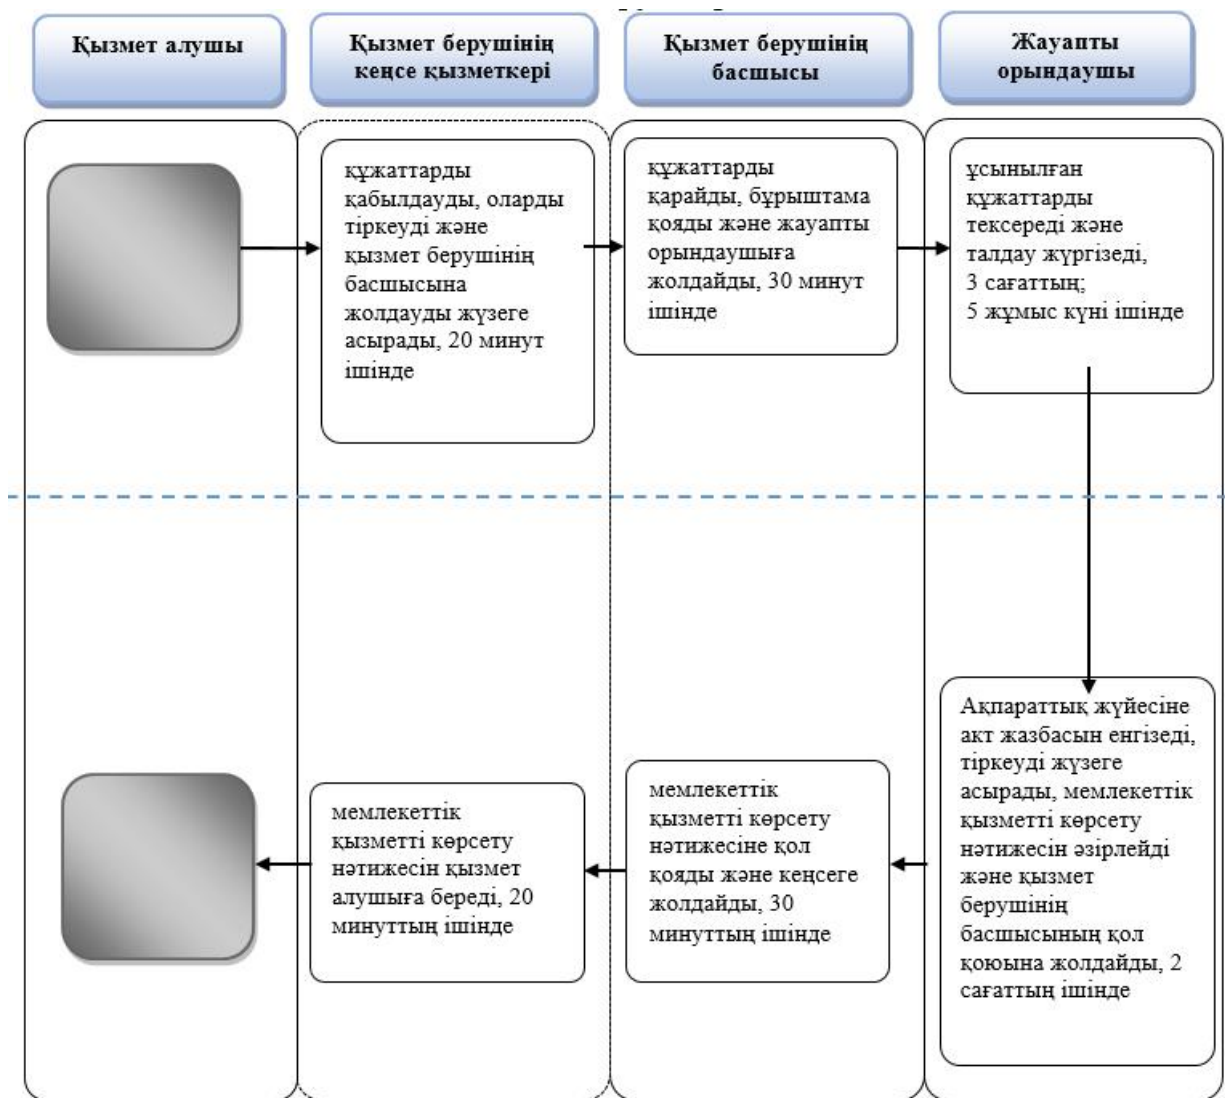 Қызмет алушы
Қызмет берушінің
кеңсе қызметкері
Қызмет берушінің
басшысы
Жауапты
орындаушы
құжаттарды
қабылдауды, оларды
тіркеуді және
қызмет берушінің
басшысына
жолдауды жүзеге
асырады, 20 минут
ішінде
құжаттарды
қарайды, бұрыштама
қояды және жауапты
орындаушыға
жолдайды, 30 минут
ішінде
ұсынылған
құжаттарды
тексереді және
талдау жүргізеді,
3 сағаттың;
5 жұмыс күні ішінде
Ақпараттық жүйесіне
акт жазбасын енгізеді,
тіркеуді жүзеге
асырады, мемлекеттік
қызметті көрсету
нәтижесін әзірлейді
және қызмет
берушінің
басшысының қол
қоюына жолдайды, 2
сағаттың ішінде
мемлекеттік
қызметті көрсету
нәтижесіне қол
қояды және кеңсеге
жолдайды, 30
минуттың ішінде
мемлекеттік
қызметті көрсету
нәтижесін қызмет
алушыға береді, 20
минуттың ішінде